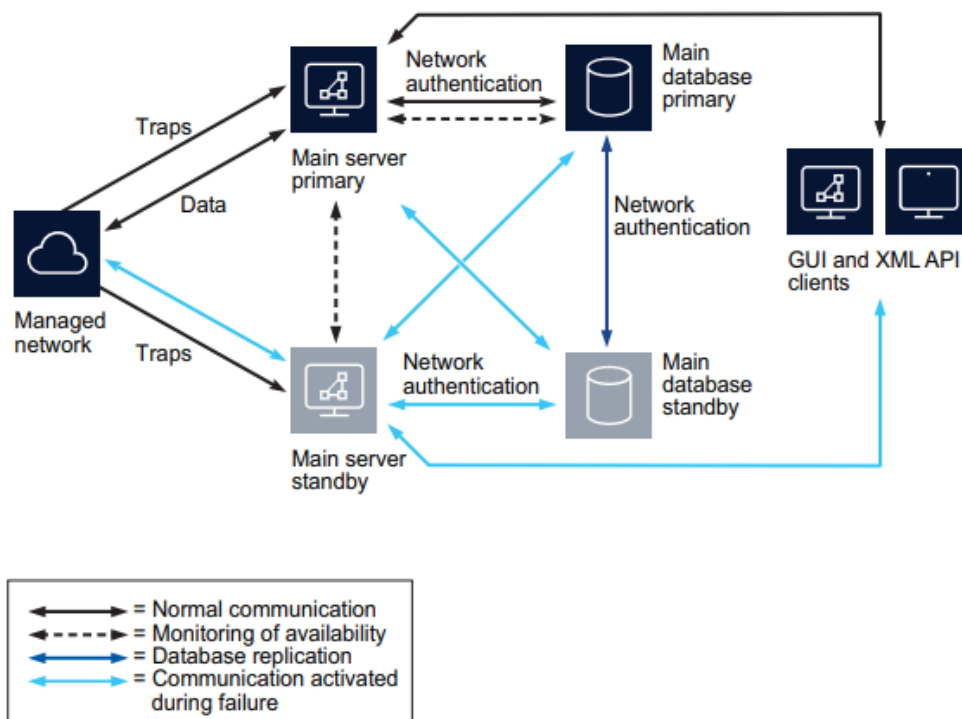 Network
authentication
Main
database
primary
Traps
Main server
primary
Data
Network
authentication
GUI and XML API
clients
Managed
network
Traps
Network
authentication
Main
database
standby
Main server
standby
= Normal communication
= Monitoring of availability
= Database replication
= Communication activated
during failure